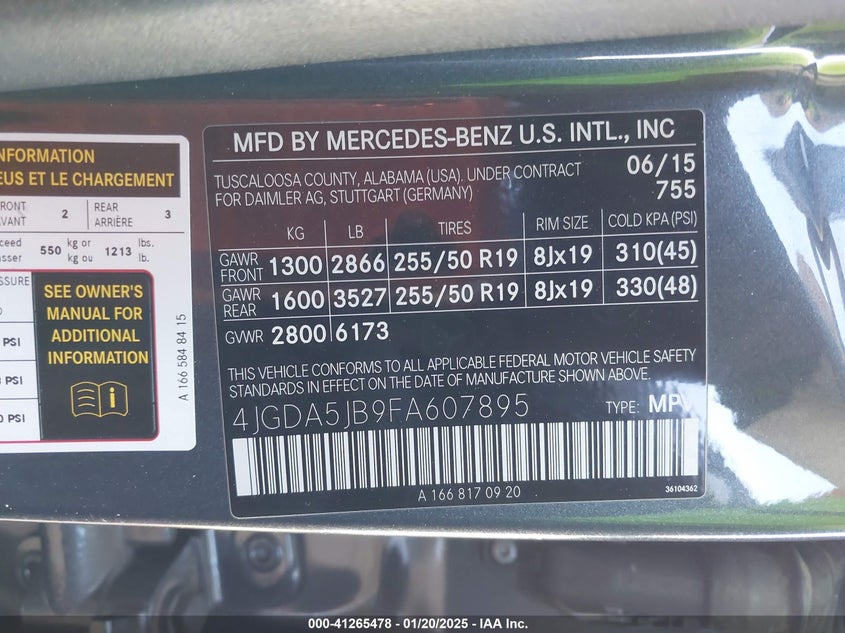 INFORMATION
EUS ET LE CHARGEMENT
FRONT
AVANT
2
REAR
ARRIÈRE
3
550
kg or
kg ou
1213
lbs.
lb.
SEE OWNER'S
MANUAL FOR
ADDITIONAL
INFORMATION
PSI
PSI
PSI
A 166 584 84 15
MFD BY MERCEDES-BENZ U.S. INTL., INC
TUSCALOOSA COUNTY, ALABAMA (USA). UNDER CONTRACT
FOR DAIMLER AG, STUTTGART (GERMANY)
06/15
755
KG LB TIRES RIM SIZE COLD KPA (PSI)
GAWR FRONT 1300 2866 255/50 R19 8Jx19 310(45)
GAWR REAR 1600 3527 255/50 R19 8Jx19 330(48)
GVWR 2800 6173
THIS VEHICLE CONFORMS TO ALL APPLICABLE FEDERAL MOTOR VEHICLE SAFETY
STANDARDS IN EFFECT ON THE DATE OF MANUFACTURE SHOWN ABOVE.
4JGDA5JB9FA607895 TYPE: MPV
A 166 817 09 20
36104362
000-41265478 - 01/20/2025 - IAA Inc.